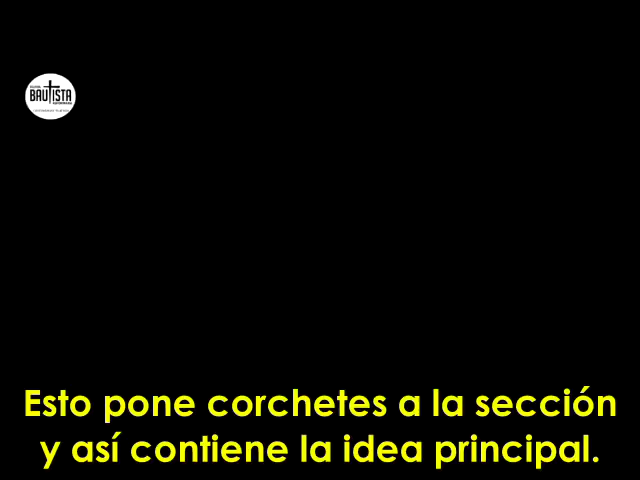 BAUTISTA
Esto pone corchetes a la sección
y así contiene la idea principal.